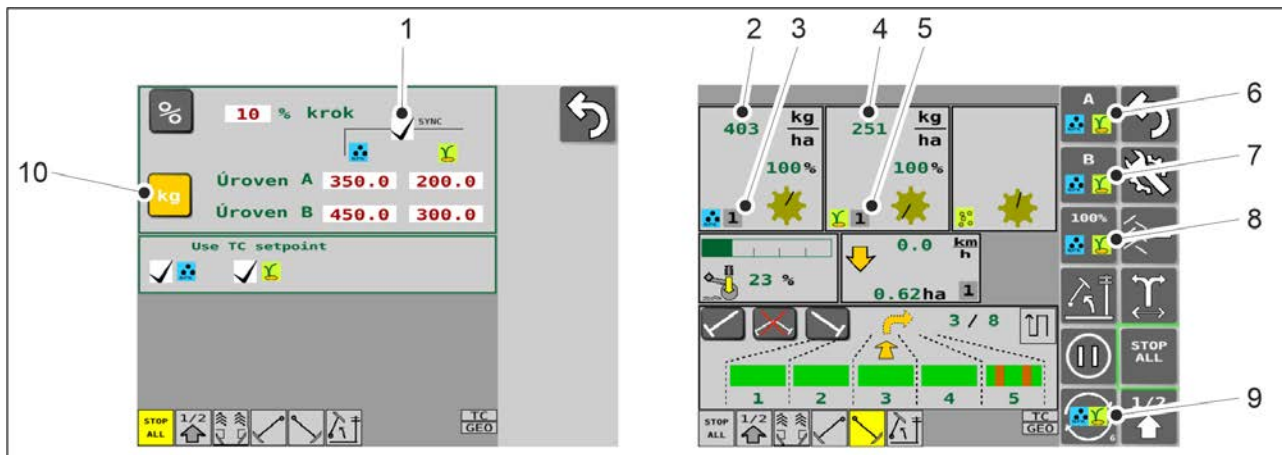 1
2
3
4
5
6
7
8
9
10
%
10 % krok
SYNC
NPK
kg
Úroven A 350.0 200.0
Úroven B 450.0 300.0
Use TC setpoint
STOP ALL
1/2
TC
GEO
403 kg
ha
100%
1
251 kg
ha
100%
1
23 %
0.0 km
h
0.62ha 1
3 / 8
1 2 3 4 5
STOP ALL
1/2
TC
GEO
A
B
100%
STOP
ALL
1/2
6